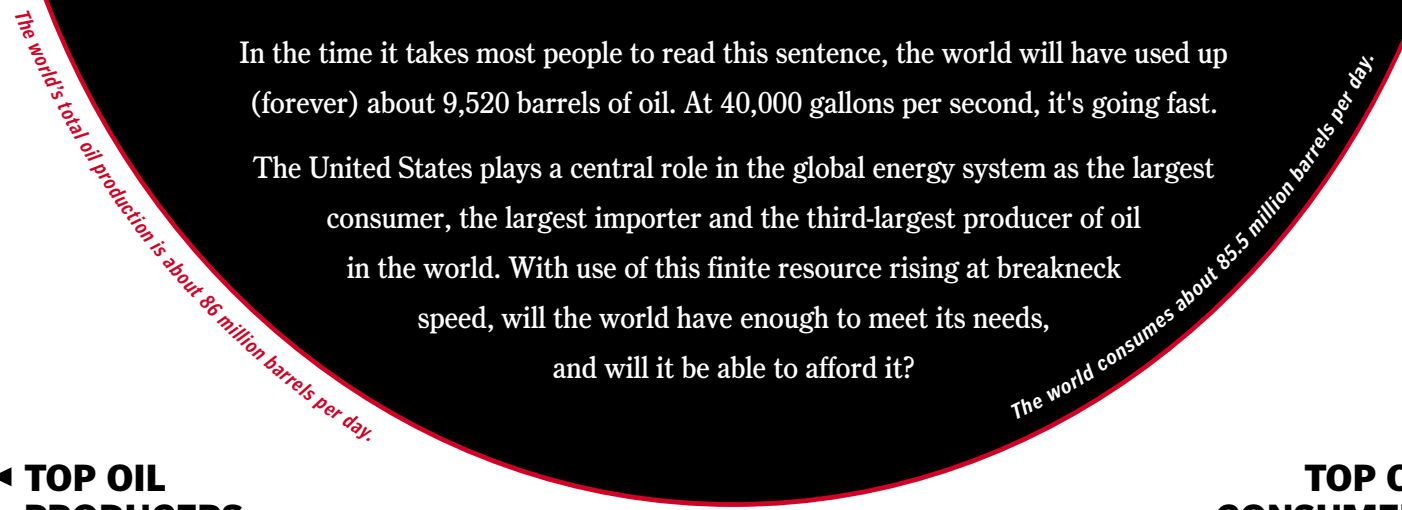 The world's total oil production is about 86 million barrels per day.
In the time it takes most people to read this sentence, the world will have used up
(forever) about 9,520 barrels of oil. At 40,000 gallons per second, it's going fast.
The United States plays a central role in the global energy system as the largest
consumer, the largest importer and the third-largest producer of oil
in the world. With use of this finite resource rising at breakneck
speed, will the world have enough to meet its needs,
and will it be able to afford it?
The world consumes about 85.5 million barrels per day.
TOP OIL
PRODUCERS
TOP